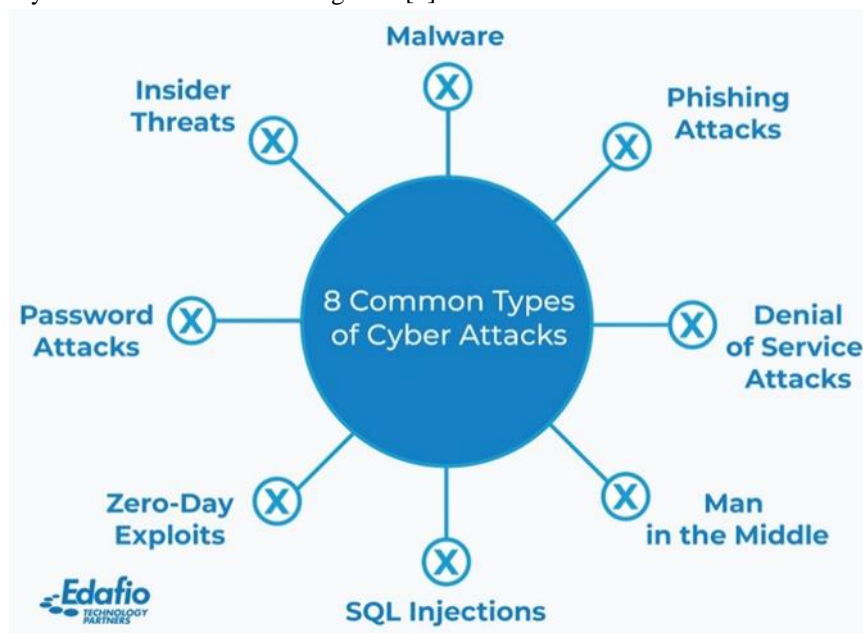 Malware
Insider
Threats
Phishing
Attacks
8 Common Types
of Cyber Attacks
Password
Attacks
Denial
of Service
Attacks
Zero-Day
Exploits
Man
in the Middle
SQL Injections
Edafio
TECHNOLOGY
PARTNERS
X
X
X
X
X
X
X
X